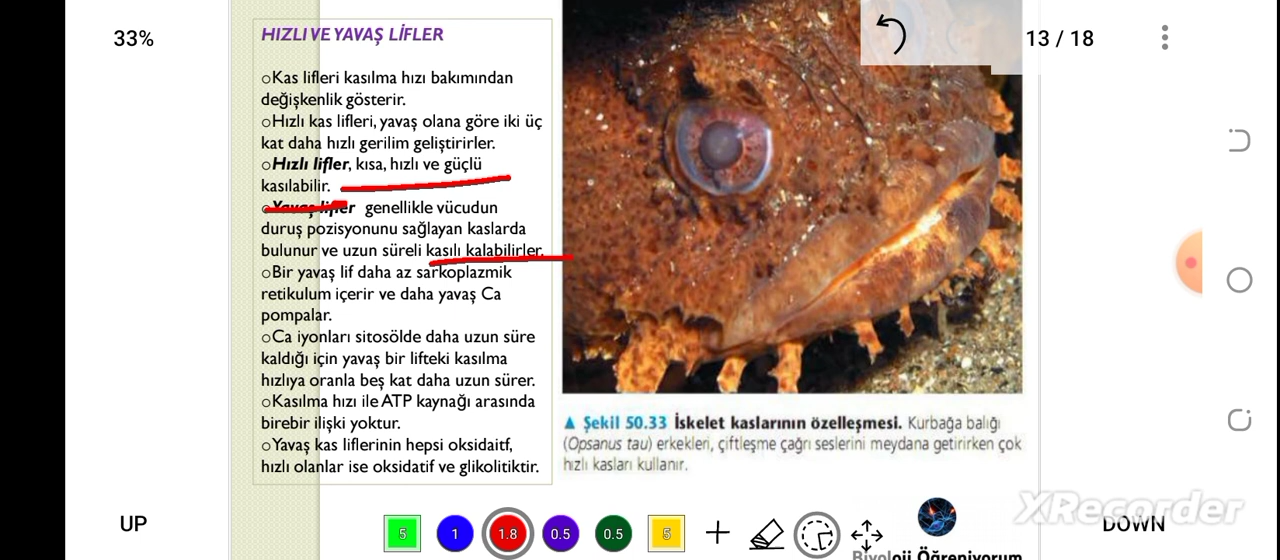 33%
13 / 18
HIZLI VE YAVAŞ LİFLER
○Kas lifleri kasılma hızı bakımından
değişkenlik gösterir.
○Hızlı kas lifleri, yavaş olana göre iki üç
kat daha hızlı gerilim geliştirirler.
○Hızlı lifler, kısa, hızlı ve güçlü
kasılabilir.
○Yavaş lifler genellikle vücudun
duruş pozisyonunu sağlayan kaslarda
bulunur ve uzun süreli kasılı kalabilirler.
○Bir yavaş lif daha az sarkoplazmik
retikulum içerir ve daha yavaş Ca
pompalar.
○Ca iyonları sitosölde daha uzun süre
kaldığı için yavaş bir lifteki kasılma
hızlıya oranla beş kat daha uzun sürer.
○Kasılma hızı ile ATP kaynağı arasında
birebir ilişki yoktur.
○Yavaş kas liflerinin hepsi oksidaitf,
hızlı olanlar ise oksidatif ve glikolitiktir.
▲ Şekil 50.33 İskelet kaslarının özelleşmesi. Kurbağa balığı
(Opsanus tau) erkekleri, çiftleşme çağrı seslerini meydana getirirken çok
hızlı kasları kullanır.
XRecorder
UP
5 1 1.8 0.5 0.5 5
DOWN
Biyoloji Öğreniyorum